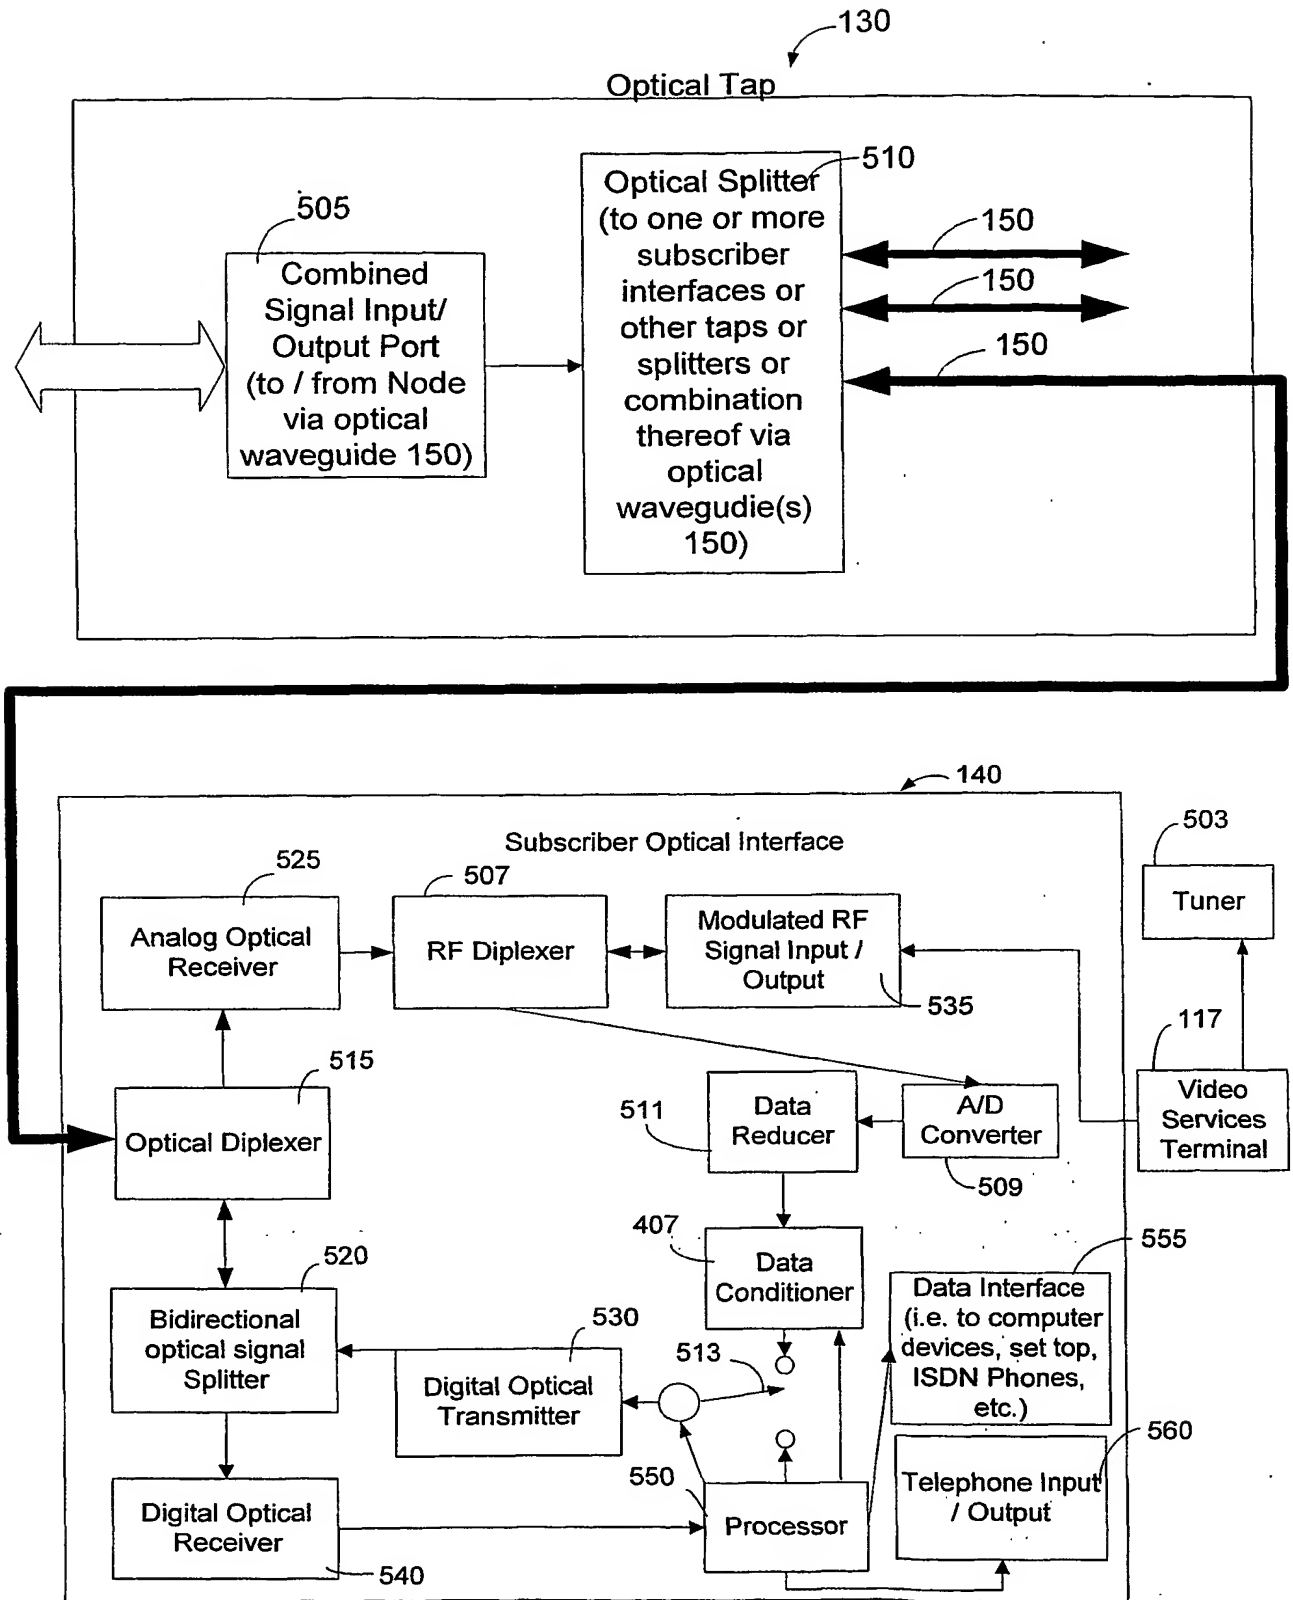 130
Optical Tap
510
Optical Splitter
(to one or more
subscriber
interfaces or
other taps or
splitters or
combination
thereof via
optical
wavegudie(s)
150)
505
Combined
Signal Input/
Output Port
(to / from Node
via optical
waveguide 150)
150
150
150
140
Subscriber Optical Interface
503
Tuner
525
Analog Optical
Receiver
507
RF Diplexer
Modulated RF
Signal Input /
Output
535
117
Video
Services
Terminal
515
Optical Diplexer
511
Data
Reducer
A/D
Converter
509
407
Data
Conditioner
555
Data Interface
(i.e. to computer
devices, set top,
ISDN Phones,
etc.)
520
Bidirectional
optical signal
Splitter
530
Digital Optical
Transmitter
513
560
Telephone Input
/ Output
550
Processor
Digital Optical
Receiver
540